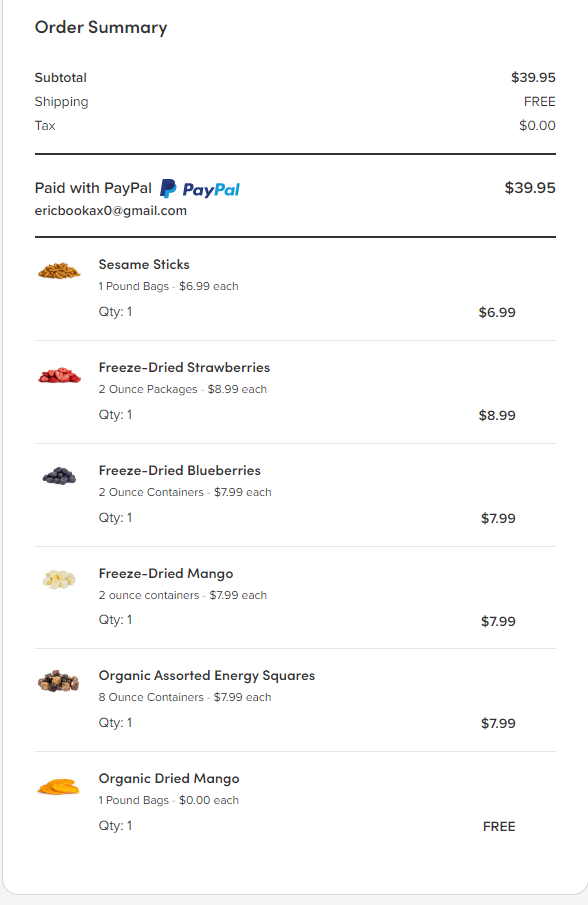 Order Summary
Subtotal $39.95
Shipping FREE
Tax $0.00
Paid with PayPal PayPal $39.95
ericbookax0@gmail.com
Sesame Sticks
1 Pound Bags - $6.99 each
Qty: 1 $6.99
Freeze-Dried Strawberries
2 Ounce Packages - $8.99 each
Qty: 1 $8.99
Freeze-Dried Blueberries
2 Ounce Containers - $7.99 each
Qty: 1 $7.99
Freeze-Dried Mango
2 ounce containers - $7.99 each
Qty: 1 $7.99
Organic Assorted Energy Squares
8 Ounce Containers - $7.99 each
Qty: 1 $7.99
Organic Dried Mango
1 Pound Bags - $0.00 each
Qty: 1 FREE